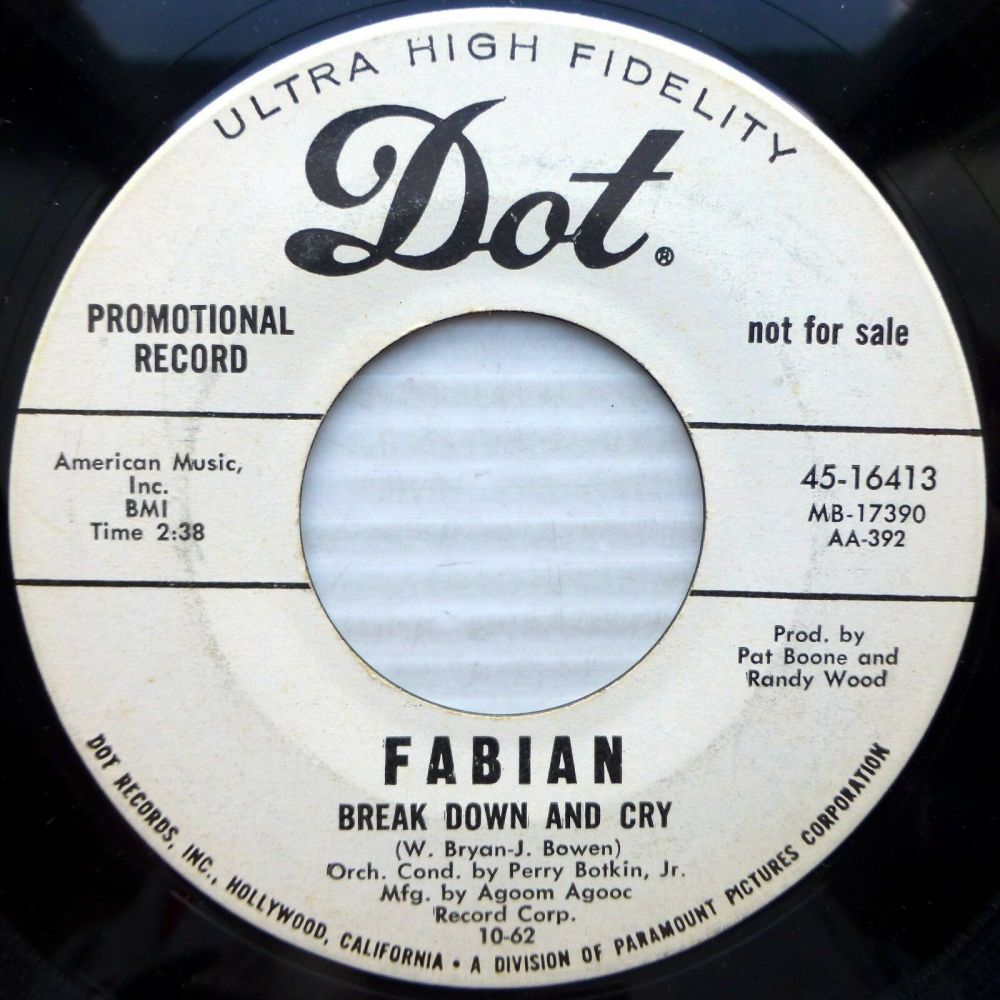 ULTRA HIGH FIDELITY
Dot®
PROMOTIONAL
RECORD
not for sale
American Music,
Inc.
BMI
Time 2:38
45-16413
MB-17390
AA-392
Prod. by
Pat Boone and
Randy Wood
FABIAN
BREAK DOWN AND CRY
(W. Bryan-J. Bowen)
Orch. Cond. by Perry Botkin, Jr.
Mfg. by Agoom Agooc
Record Corp.
10-62
DOT RECORDS, INC., HOLLYWOOD, CALIFORNIA • A DIVISION OF PARAMOUNT PICTURES CORPORATION